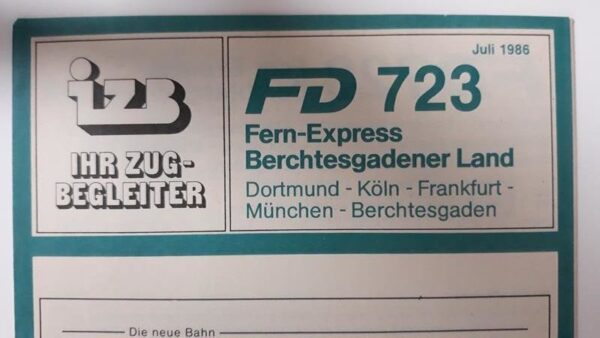 izb
IHR ZUG-
BEGLEITER
Juli 1986
FD 723
Fern-Express
Berchtesgadener Land
Dortmund - Köln - Frankfurt -
München - Berchtesgaden
Die neue Bahn